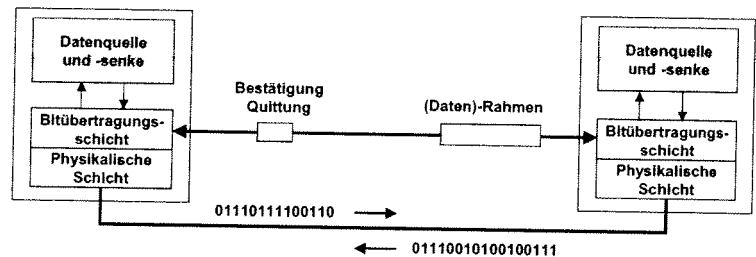 Datenquelle
und -senke
Bitübertragungs-
schicht
Physikalische
Schicht
Bestätigung
Quittung
(Daten)-Rahmen
Datenquelle
und -senke
Bitübertragungs-
schicht
Physikalische
Schicht
01110111100110
01110010100100111